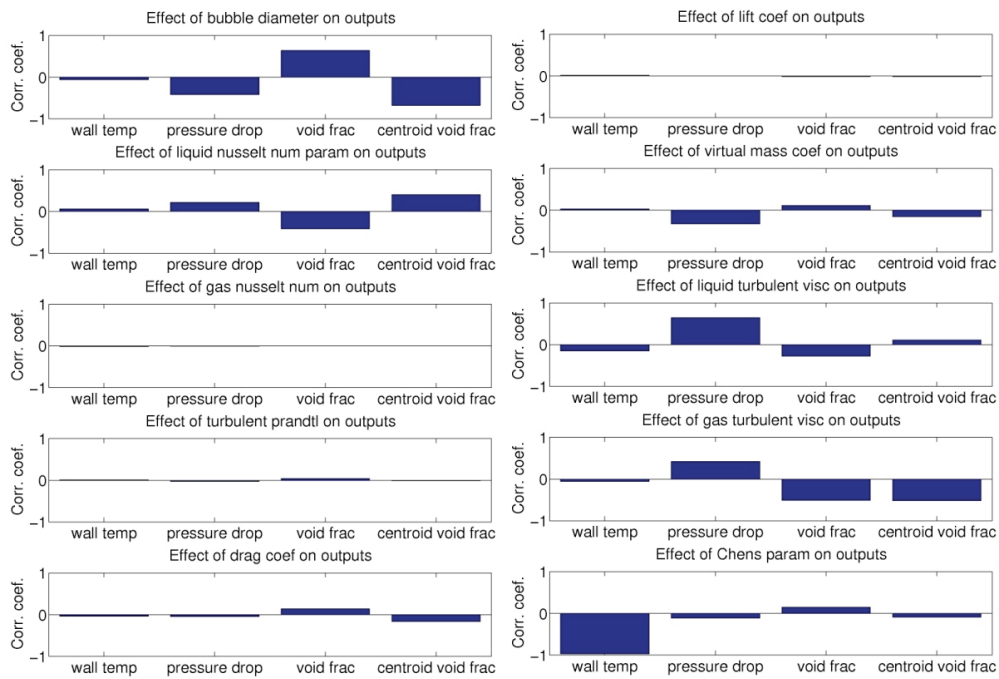 Effect of bubble diameter on outputs
Corr. coef.
1
0
−1
wall temp pressure drop void frac centroid void frac
Effect of liquid nusselt num param on outputs
Corr. coef.
1
0
−1
wall temp pressure drop void frac centroid void frac
Effect of gas nusselt num on outputs
Corr. coef.
1
0
−1
wall temp pressure drop void frac centroid void frac
Effect of turbulent prandtl on outputs
Corr. coef.
1
0
−1
wall temp pressure drop void frac centroid void frac
Effect of drag coef on outputs
Corr. coef.
1
0
−1
wall temp pressure drop void frac centroid void frac
Effect of lift coef on outputs
Corr. coef.
1
0
−1
wall temp pressure drop void frac centroid void frac
Effect of virtual mass coef on outputs
Corr. coef.
1
0
−1
wall temp pressure drop void frac centroid void frac
Effect of liquid turbulent visc on outputs
Corr. coef.
1
0
−1
wall temp pressure drop void frac centroid void frac
Effect of gas turbulent visc on outputs
Corr. coef.
1
0
−1
wall temp pressure drop void frac centroid void frac
Effect of Chens param on outputs
Corr. coef.
1
0
−1
wall temp pressure drop void frac centroid void frac